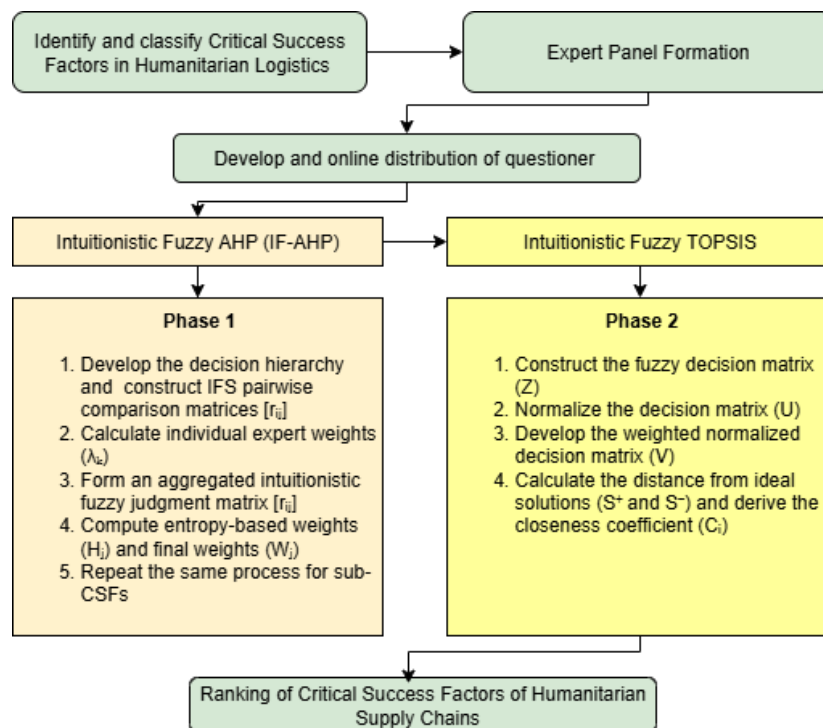 Identify and classify Critical Success
Factors in Humanitarian Logistics
Expert Panel Formation
Develop and online distribution of questioner
Intuitionistic Fuzzy AHP (IF-AHP)
Intuitionistic Fuzzy TOPSIS
Phase 1
1. Develop the decision hierarchy
and construct IFS pairwise
comparison matrices [rᵢⱼ]
2. Calculate individual expert weights
(λₖ)
3. Form an aggregated intuitionistic
fuzzy judgment matrix [rᵢⱼ]
4. Compute entropy-based weights
(Hⱼ) and final weights (Wⱼ)
5. Repeat the same process for sub-
CSFs
Phase 2
1. Construct the fuzzy decision matrix
(Z)
2. Normalize the decision matrix (U)
3. Develop the weighted normalized
decision matrix (V)
4. Calculate the distance from ideal
solutions (S⁺ and S⁻) and derive the
closeness coefficient (Cᵢ)
Ranking of Critical Success Factors of Humanitarian
Supply Chains